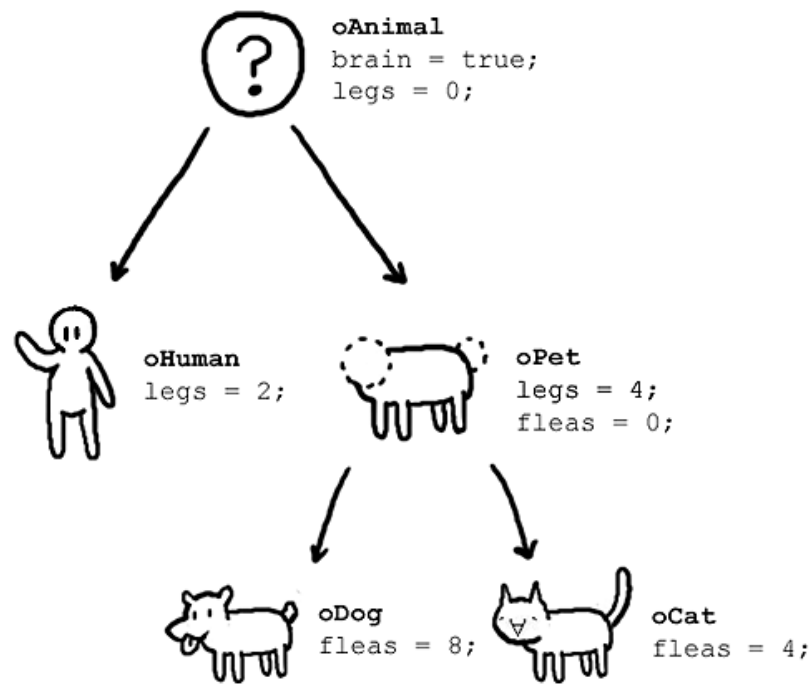 ?
oAnimal
brain = true;
legs = 0;
oHuman
legs = 2;
oPet
legs = 4;
fleas = 0;
oDog
fleas = 8;
oCat
fleas = 4;